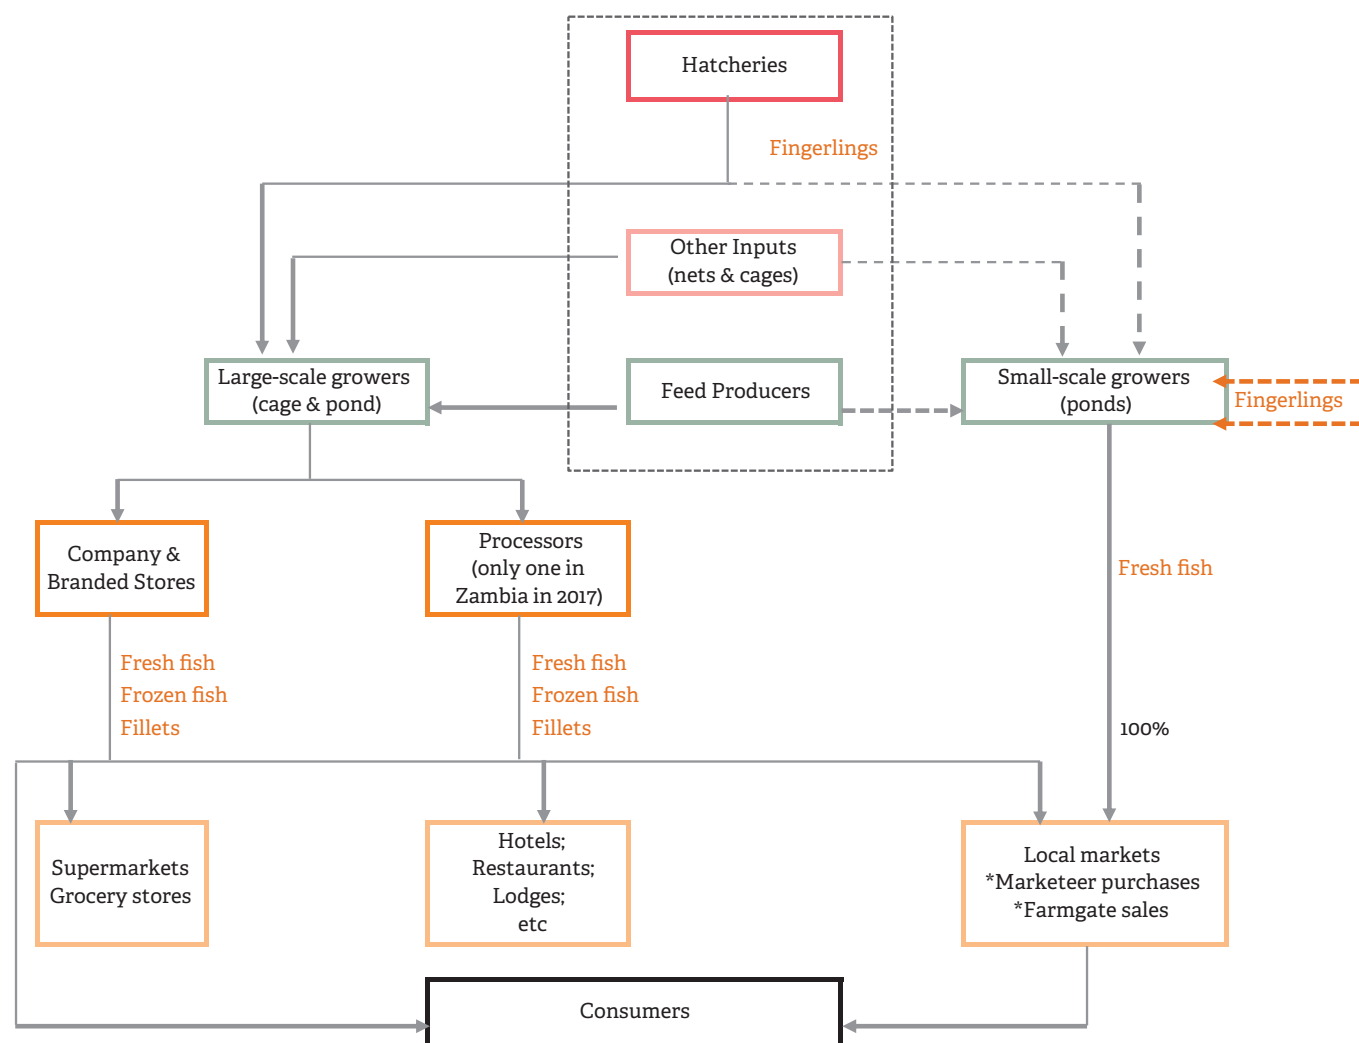 Hatcheries
Fingerlings
Other Inputs
(nets & cages)
Large-scale growers
(cage & pond)
Feed Producers
Small-scale growers
(ponds)
Fingerlings
Company &
Branded Stores
Processors
(only one in
Zambia in 2017)
Fresh fish
Fresh fish
Frozen fish
Fillets
Fresh fish
Frozen fish
Fillets
100%
Supermarkets
Grocery stores
Hotels;
Restaurants;
Lodges;
etc
Local markets
*Marketeer purchases
*Farmgate sales
Consumers